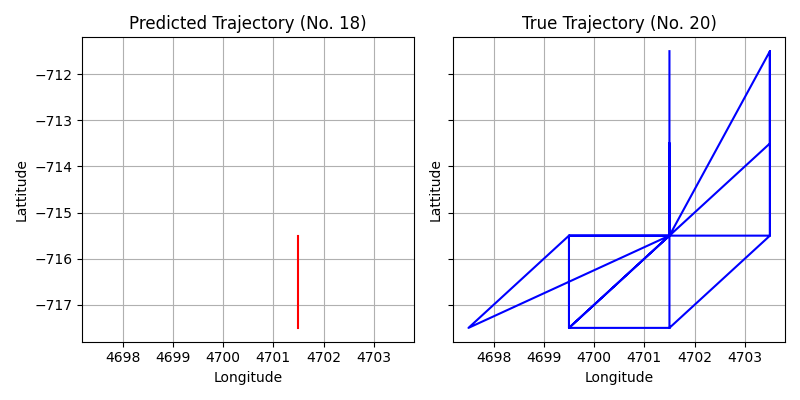 Predicted Trajectory (No. 18)
True Trajectory (No. 20)
Lattitude
−712
−713
−714
−715
−716
−717
4698 4699 4700 4701 4702 4703
Longitude
Lattitude
4698 4699 4700 4701 4702 4703
Longitude